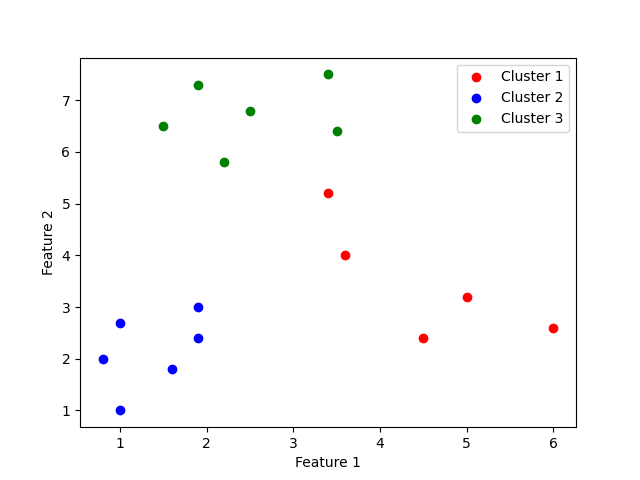 Cluster 1
Cluster 2
Cluster 3
7
6
5
4
3
2
1
Feature 2
1 2 3 4 5 6
Feature 1